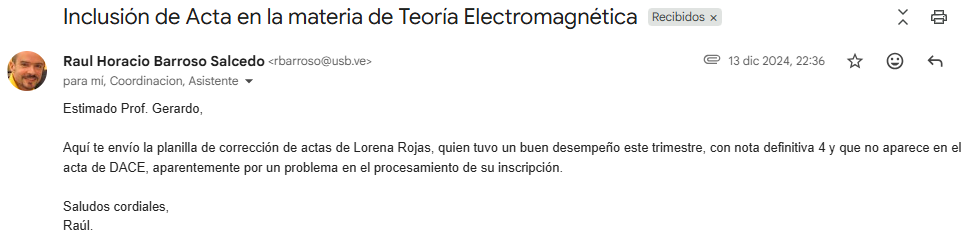 Inclusión de Acta en la materia de Teoría Electromagnética Recibidos ×
Raul Horacio Barroso Salcedo <rbarroso@usb.ve> 13 dic 2024, 22:36
para mí, Coordinacion, Asistente
Estimado Prof. Gerardo,
Aquí te envío la planilla de corrección de actas de Lorena Rojas, quien tuvo un buen desempeño este trimestre, con nota definitiva 4 y que no aparece en el
acta de DACE, aparentemente por un problema en el procesamiento de su inscripción.
Saludos cordiales,
Raúl.